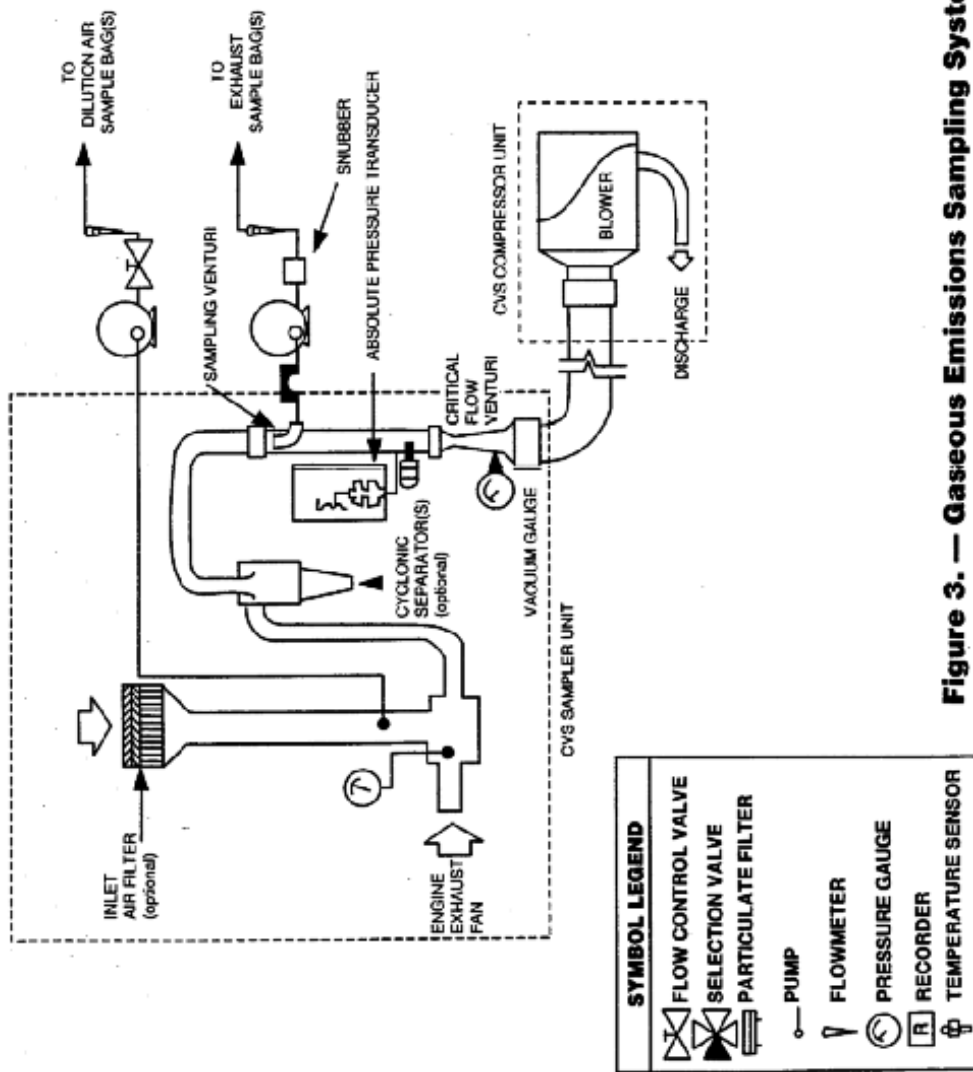 TO
DILUTION AIR
SAMPLE BAG(S)
TO
EXHAUST
SAMPLE BAG(S)
SNUBBER
ABSOLUTE PRESSURE TRANSDUCER
SAMPLING VENTURI
CVS COMPRESSOR UNIT
BLOWER
DISCHARGE
CRITICAL
FLOW
VENTURI
VACUUM GAUGE
CYCLONIC
SEPARATOR(S)
(optional)
CVS SAMPLER UNIT
INLET
AIR FILTER
(optional)
ENGINE
EXHAUST
FAN
T
SYMBOL LEGEND
FLOW CONTROL VALVE
SELECTION VALVE
PARTICULATE FILTER
PUMP
FLOWMETER
PRESSURE GAUGE
R RECORDER
TEMPERATURE SENSOR
Figure 3. — Gaseous Emissions Sampling Syste